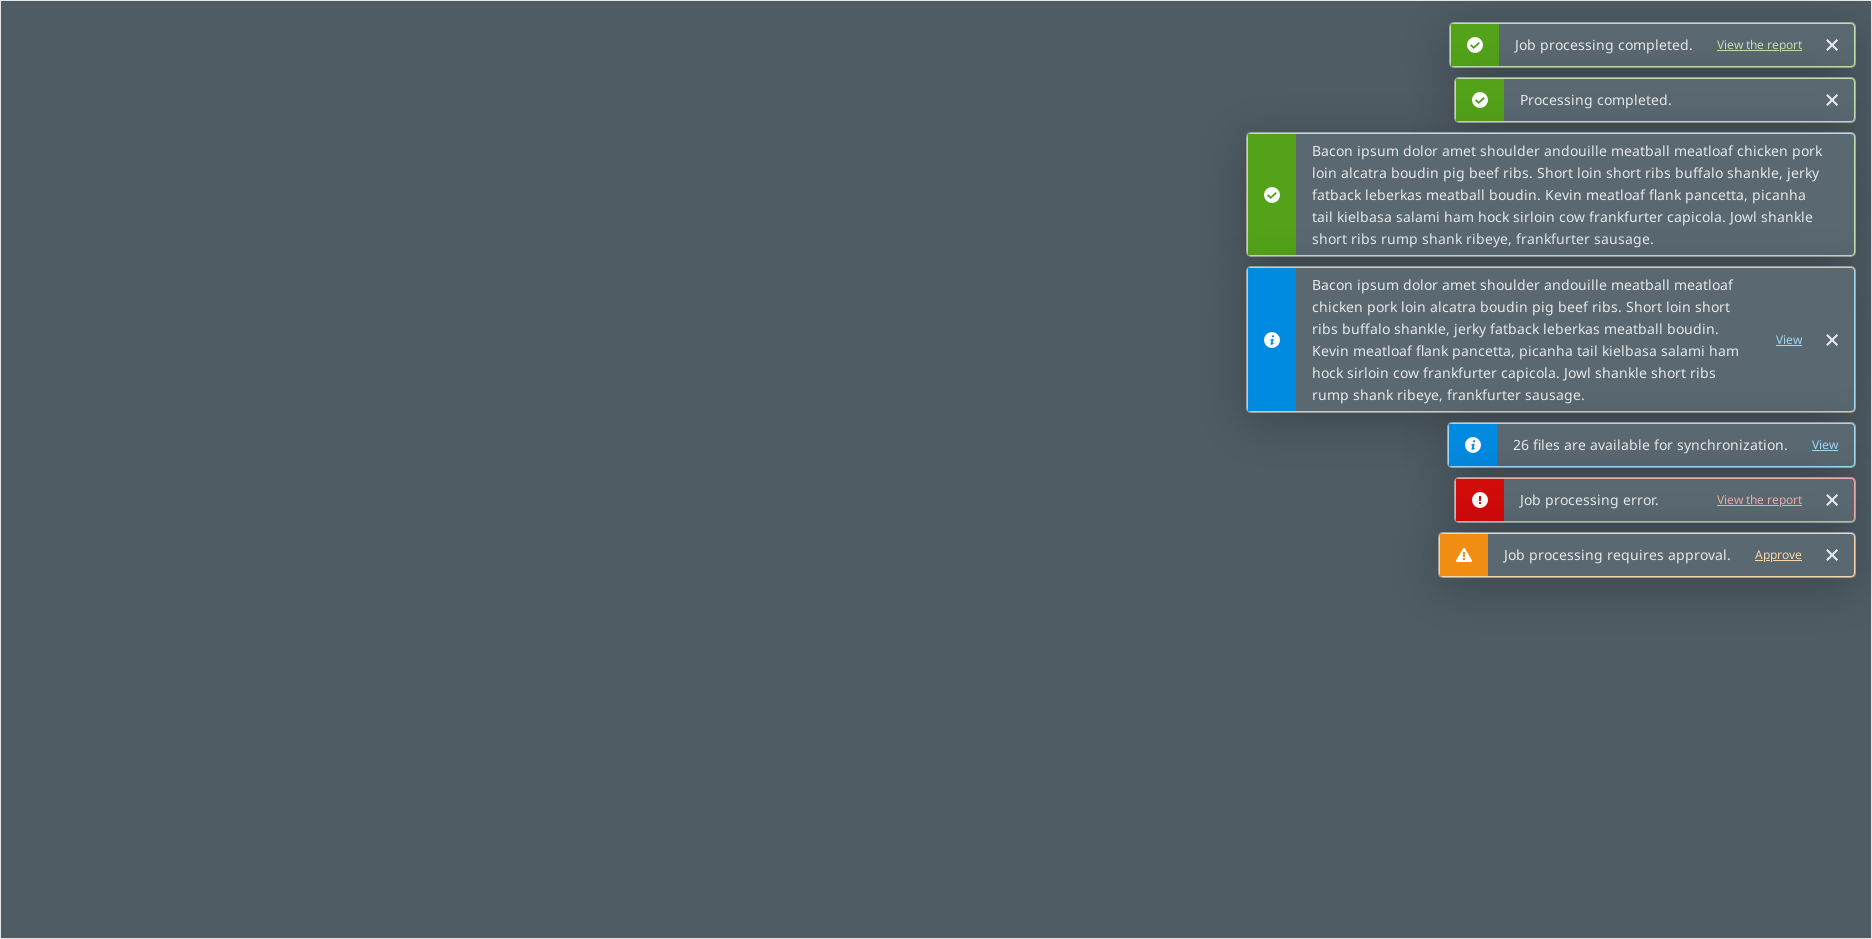 Job processing completed. View the report
Processing completed.
Bacon ipsum dolor amet shoulder andouille meatball meatloaf chicken pork
loin alcatra boudin pig beef ribs. Short loin short ribs buffalo shankle, jerky
fatback leberkas meatball boudin. Kevin meatloaf flank pancetta, picanha
tail kielbasa salami ham hock sirloin cow frankfurter capicola. Jowl shankle
short ribs rump shank ribeye, frankfurter sausage.
Bacon ipsum dolor amet shoulder andouille meatball meatloaf
chicken pork loin alcatra boudin pig beef ribs. Short loin short
ribs buffalo shankle, jerky fatback leberkas meatball boudin.
Kevin meatloaf flank pancetta, picanha tail kielbasa salami ham
hock sirloin cow frankfurter capicola. Jowl shankle short ribs
rump shank ribeye, frankfurter sausage.
View
26 files are available for synchronization. View
Job processing error. View the report
Job processing requires approval. Approve